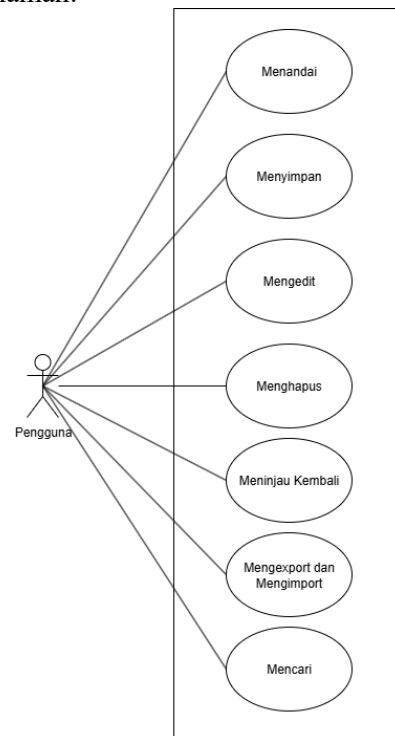 Menandai
Menyimpan
Mengedit
Menghapus
Pengguna
Meninjau Kembali
Mengexport dan
Mengimport
Mencari